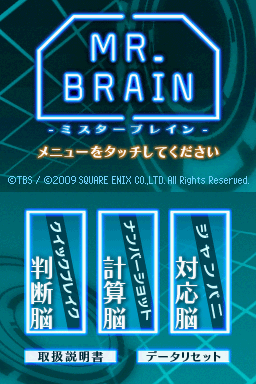 MR.
BRAIN
-ミスターブレイン-
メニューをタッチしてください
©TBS / ©2009 SQUARE ENIX CO.,LTD. All Rights Reserved.
判断脳
クイックブレイク
計算脳
ナンバーショット
対応脳
ジャンバニ
取扱説明書
データリセット